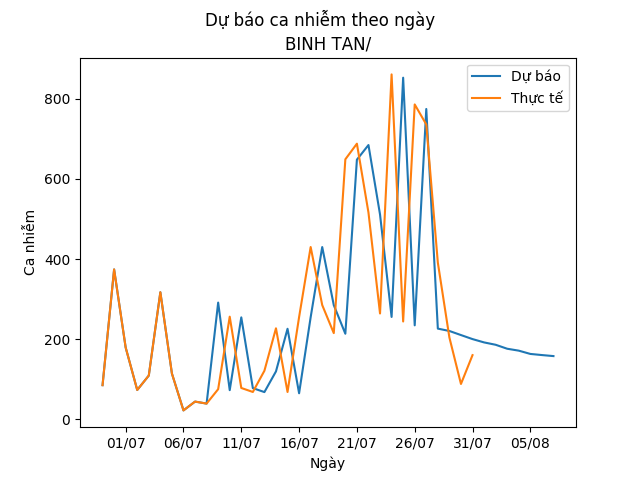 Dự báo ca nhiễm theo ngày
BINH TAN/
Dự báo
Thực tế
Ca nhiễm
800
600
400
200
0
01/07 06/07 11/07 16/07 21/07 26/07 31/07 05/08
Ngày